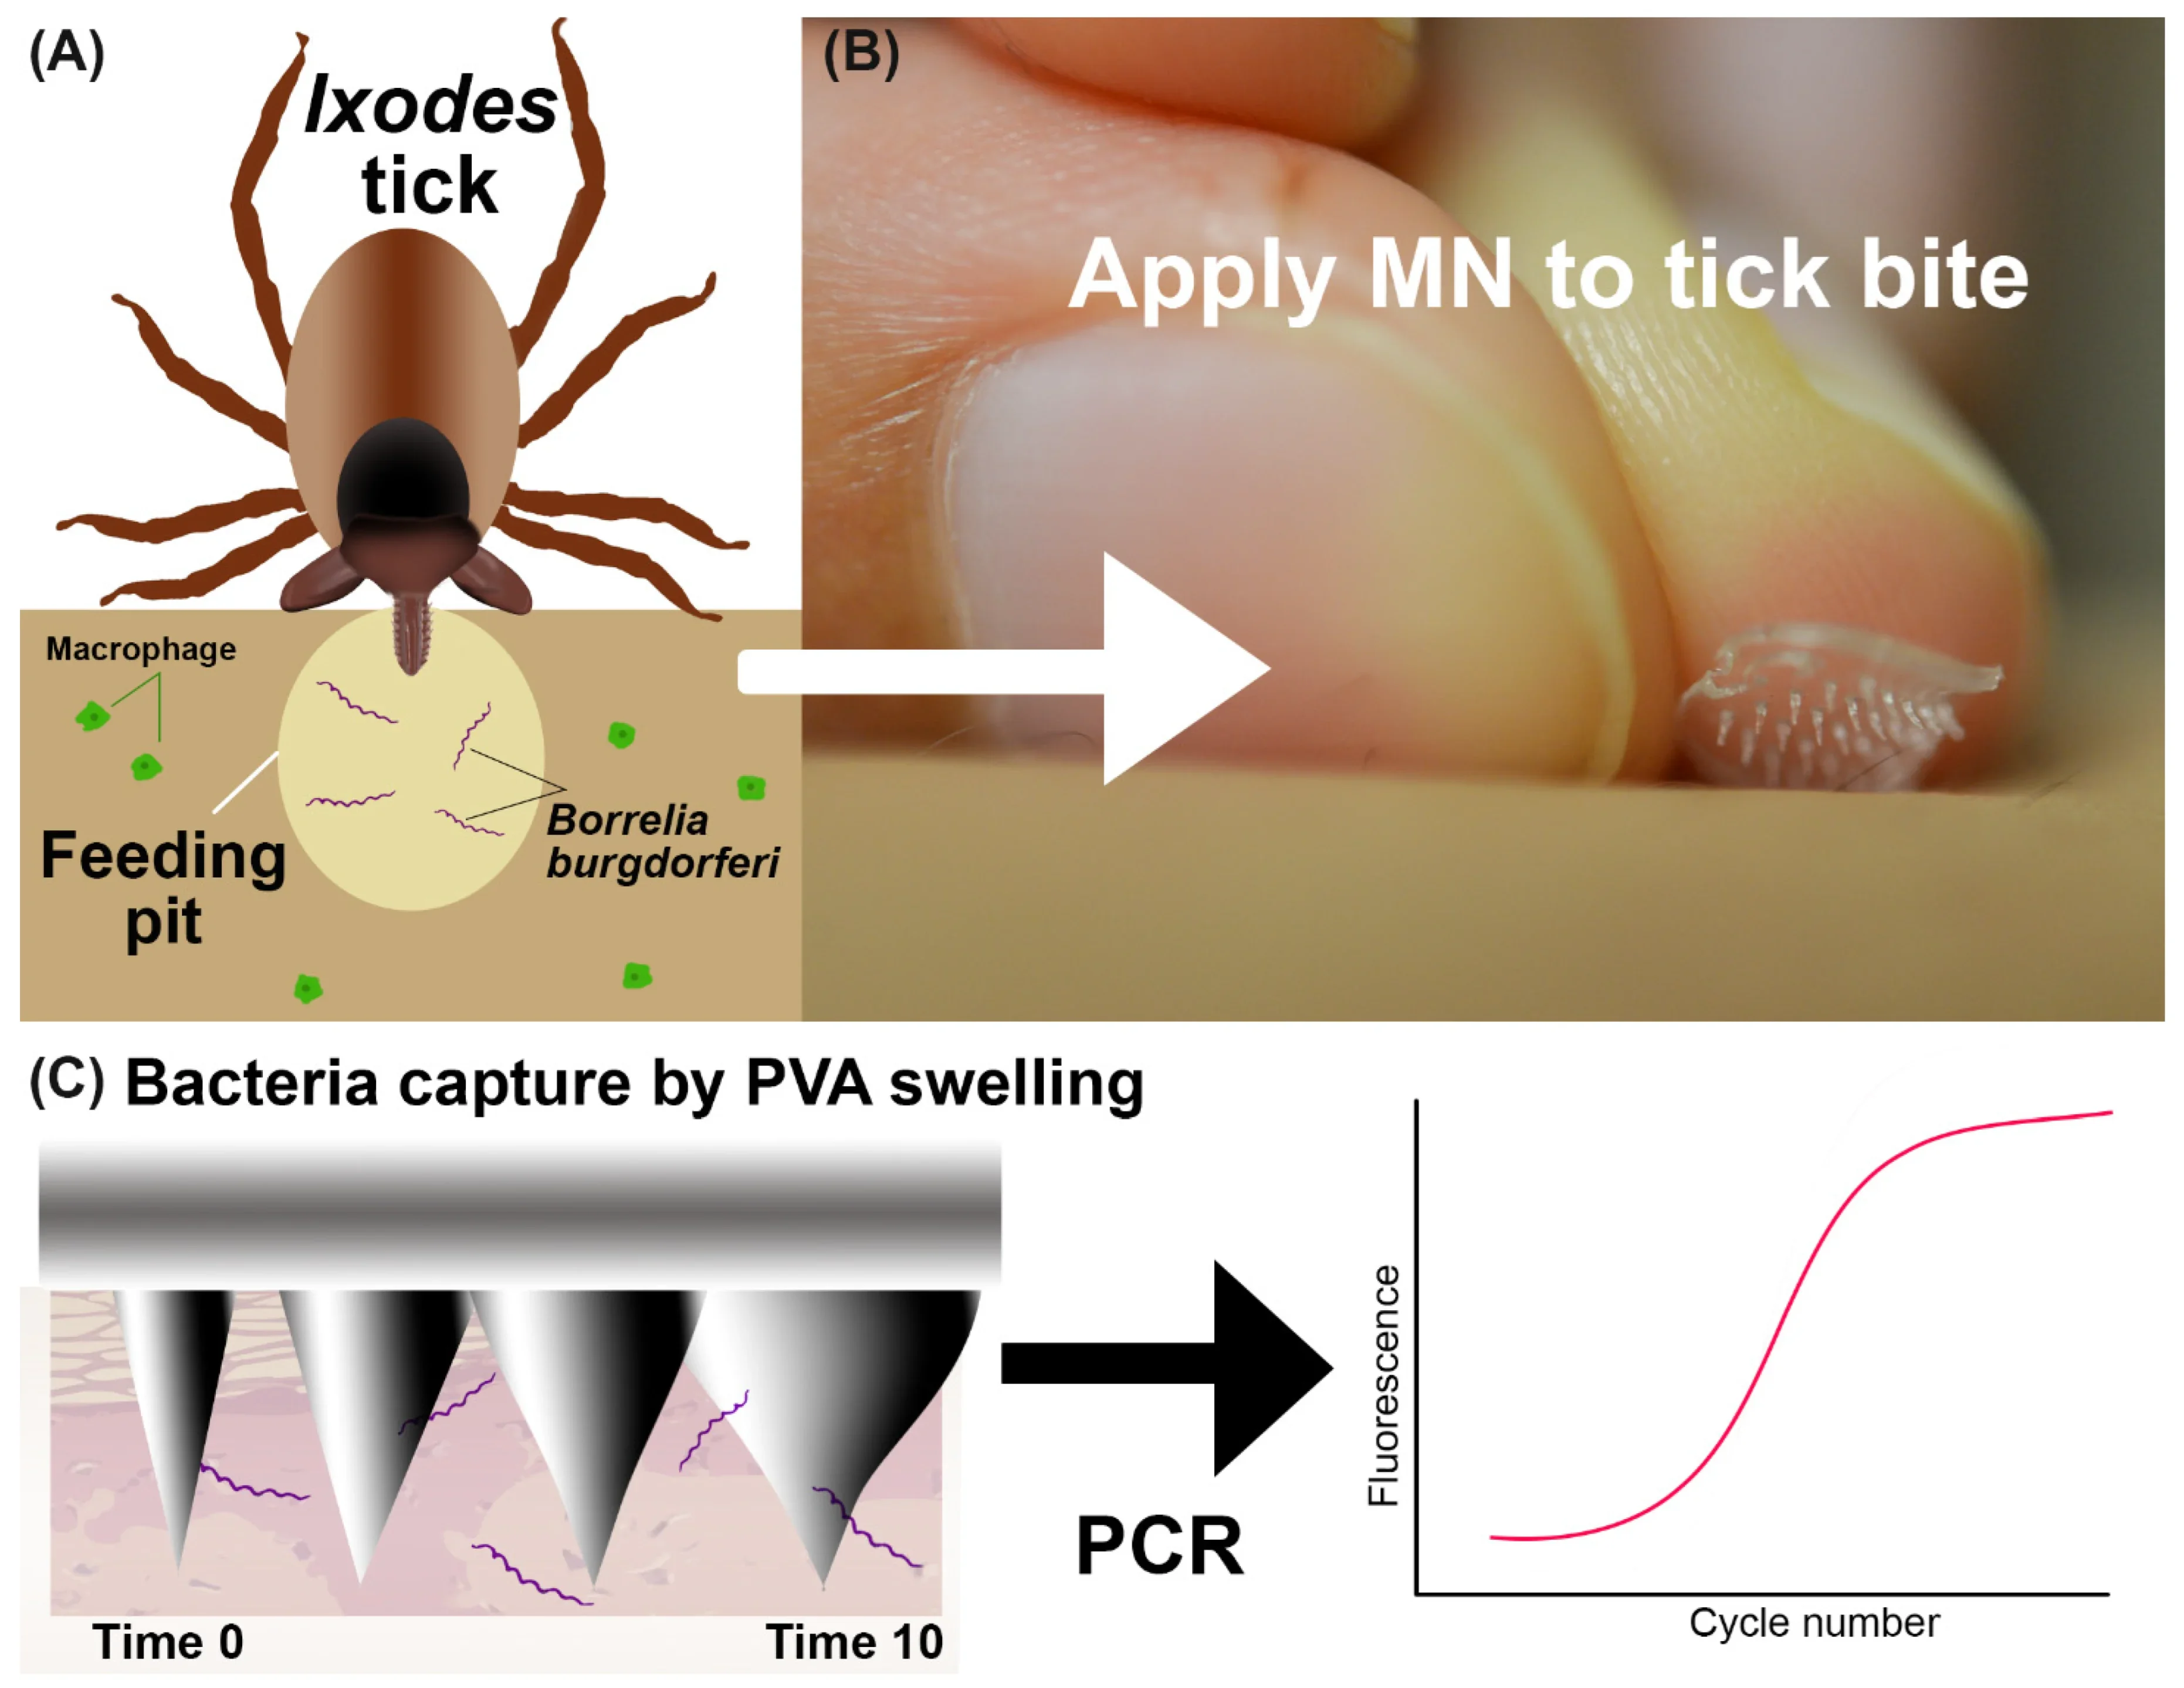 (A)
Ixodes
tick
Macrophage
Feeding
pit
Borrelia
burgdorferi
(B)
Apply MN to tick bite
(C) Bacteria capture by PVA swelling
Time 0
Time 10
PCR
Fluorescence
Cycle number